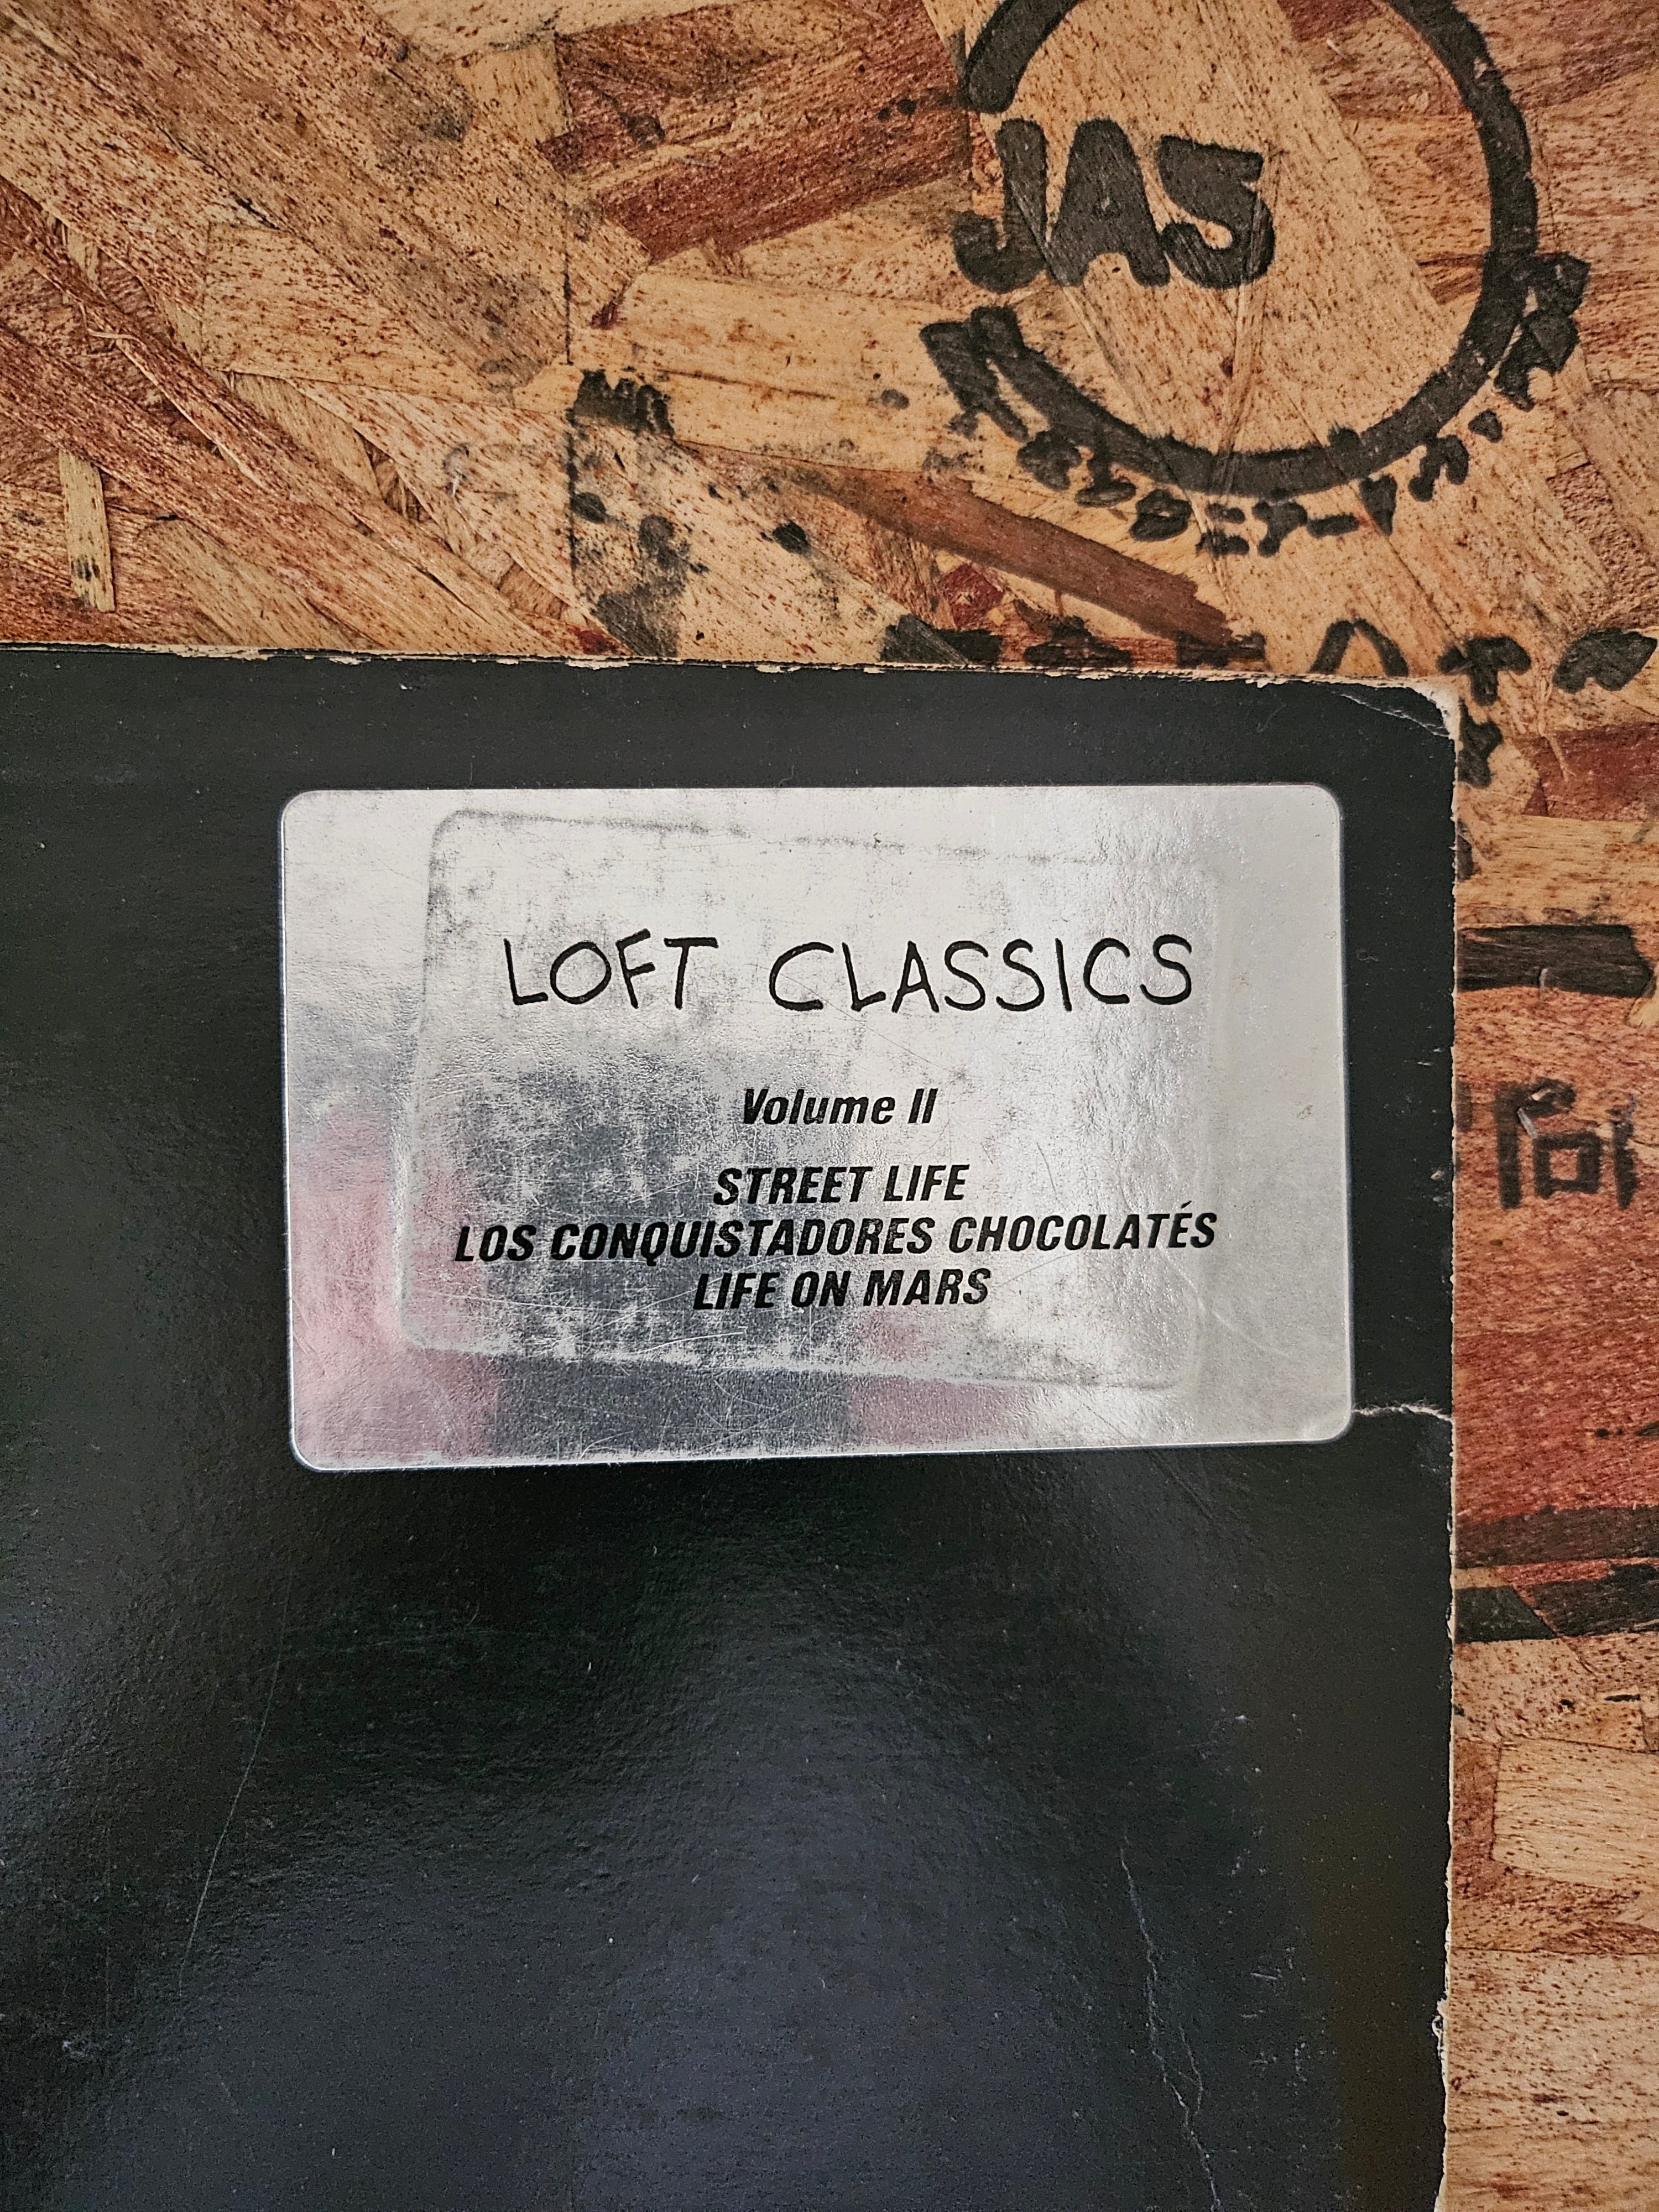 JAS
LOFT CLASSICS
Volume II
STREET LIFE
LOS CONQUISTADORES CHOCOLATÉS
LIFE ON MARS